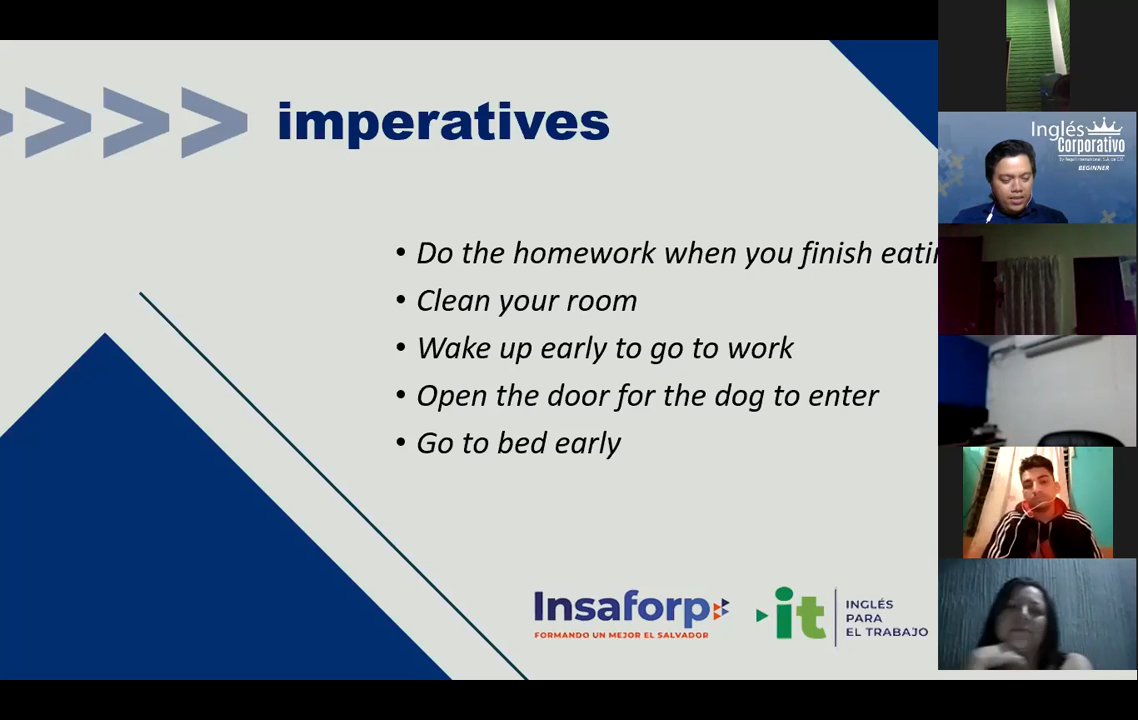 imperatives
• Do the homework when you finish
• Clean your room
• Wake up early to go to work
• Open the door for the dog to enter
• Go to bed early
Insaforp
FORMANDO UN MEJOR EL SALVADOR
it
INGLÉS
PARA
EL TRABAJO
Inglés
Corporativo
BEGINNER